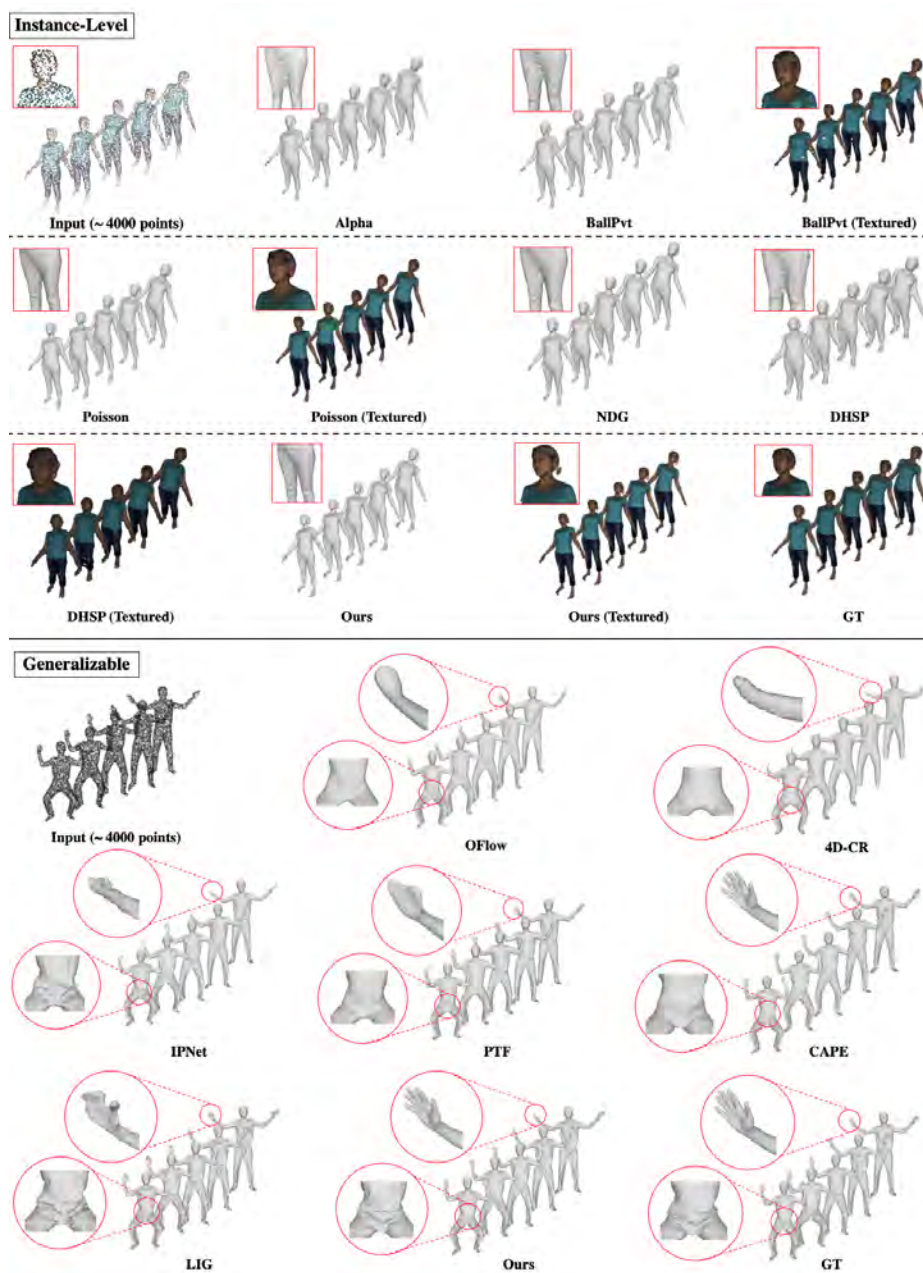 Instance-Level
Input (~ 4000 points)
Alpha
BallPvt
BallPvt (Textured)
Poisson
Poisson (Textured)
NDG
DHSP
DHSP (Textured)
Ours
Ours (Textured)
GT
Generalizable
Input (~ 4000 points)
OFlow
4D-CR
IPNet
PTF
CAPE
LIG
Ours
GT